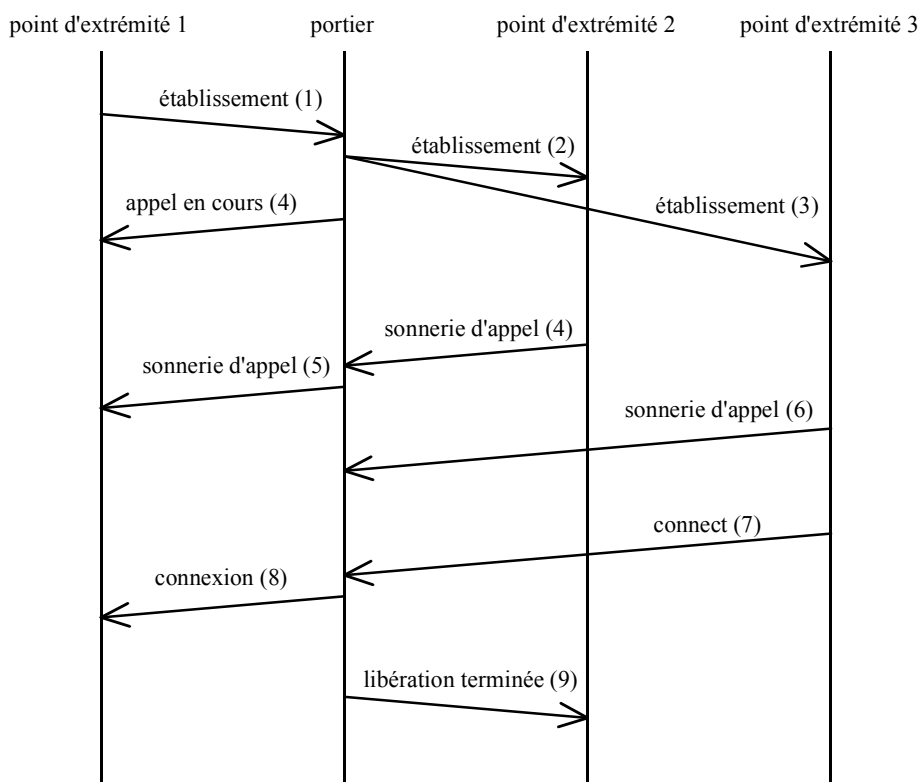 point d'extrémité 1 portier point d'extrémité 2 point d'extrémité 3
établissement (1)
établissement (2)
appel en cours (4)
établissement (3)
sonnerie d'appel (4)
sonnerie d'appel (5)
sonnerie d'appel (6)
connect (7)
connexion (8)
libération terminée (9)